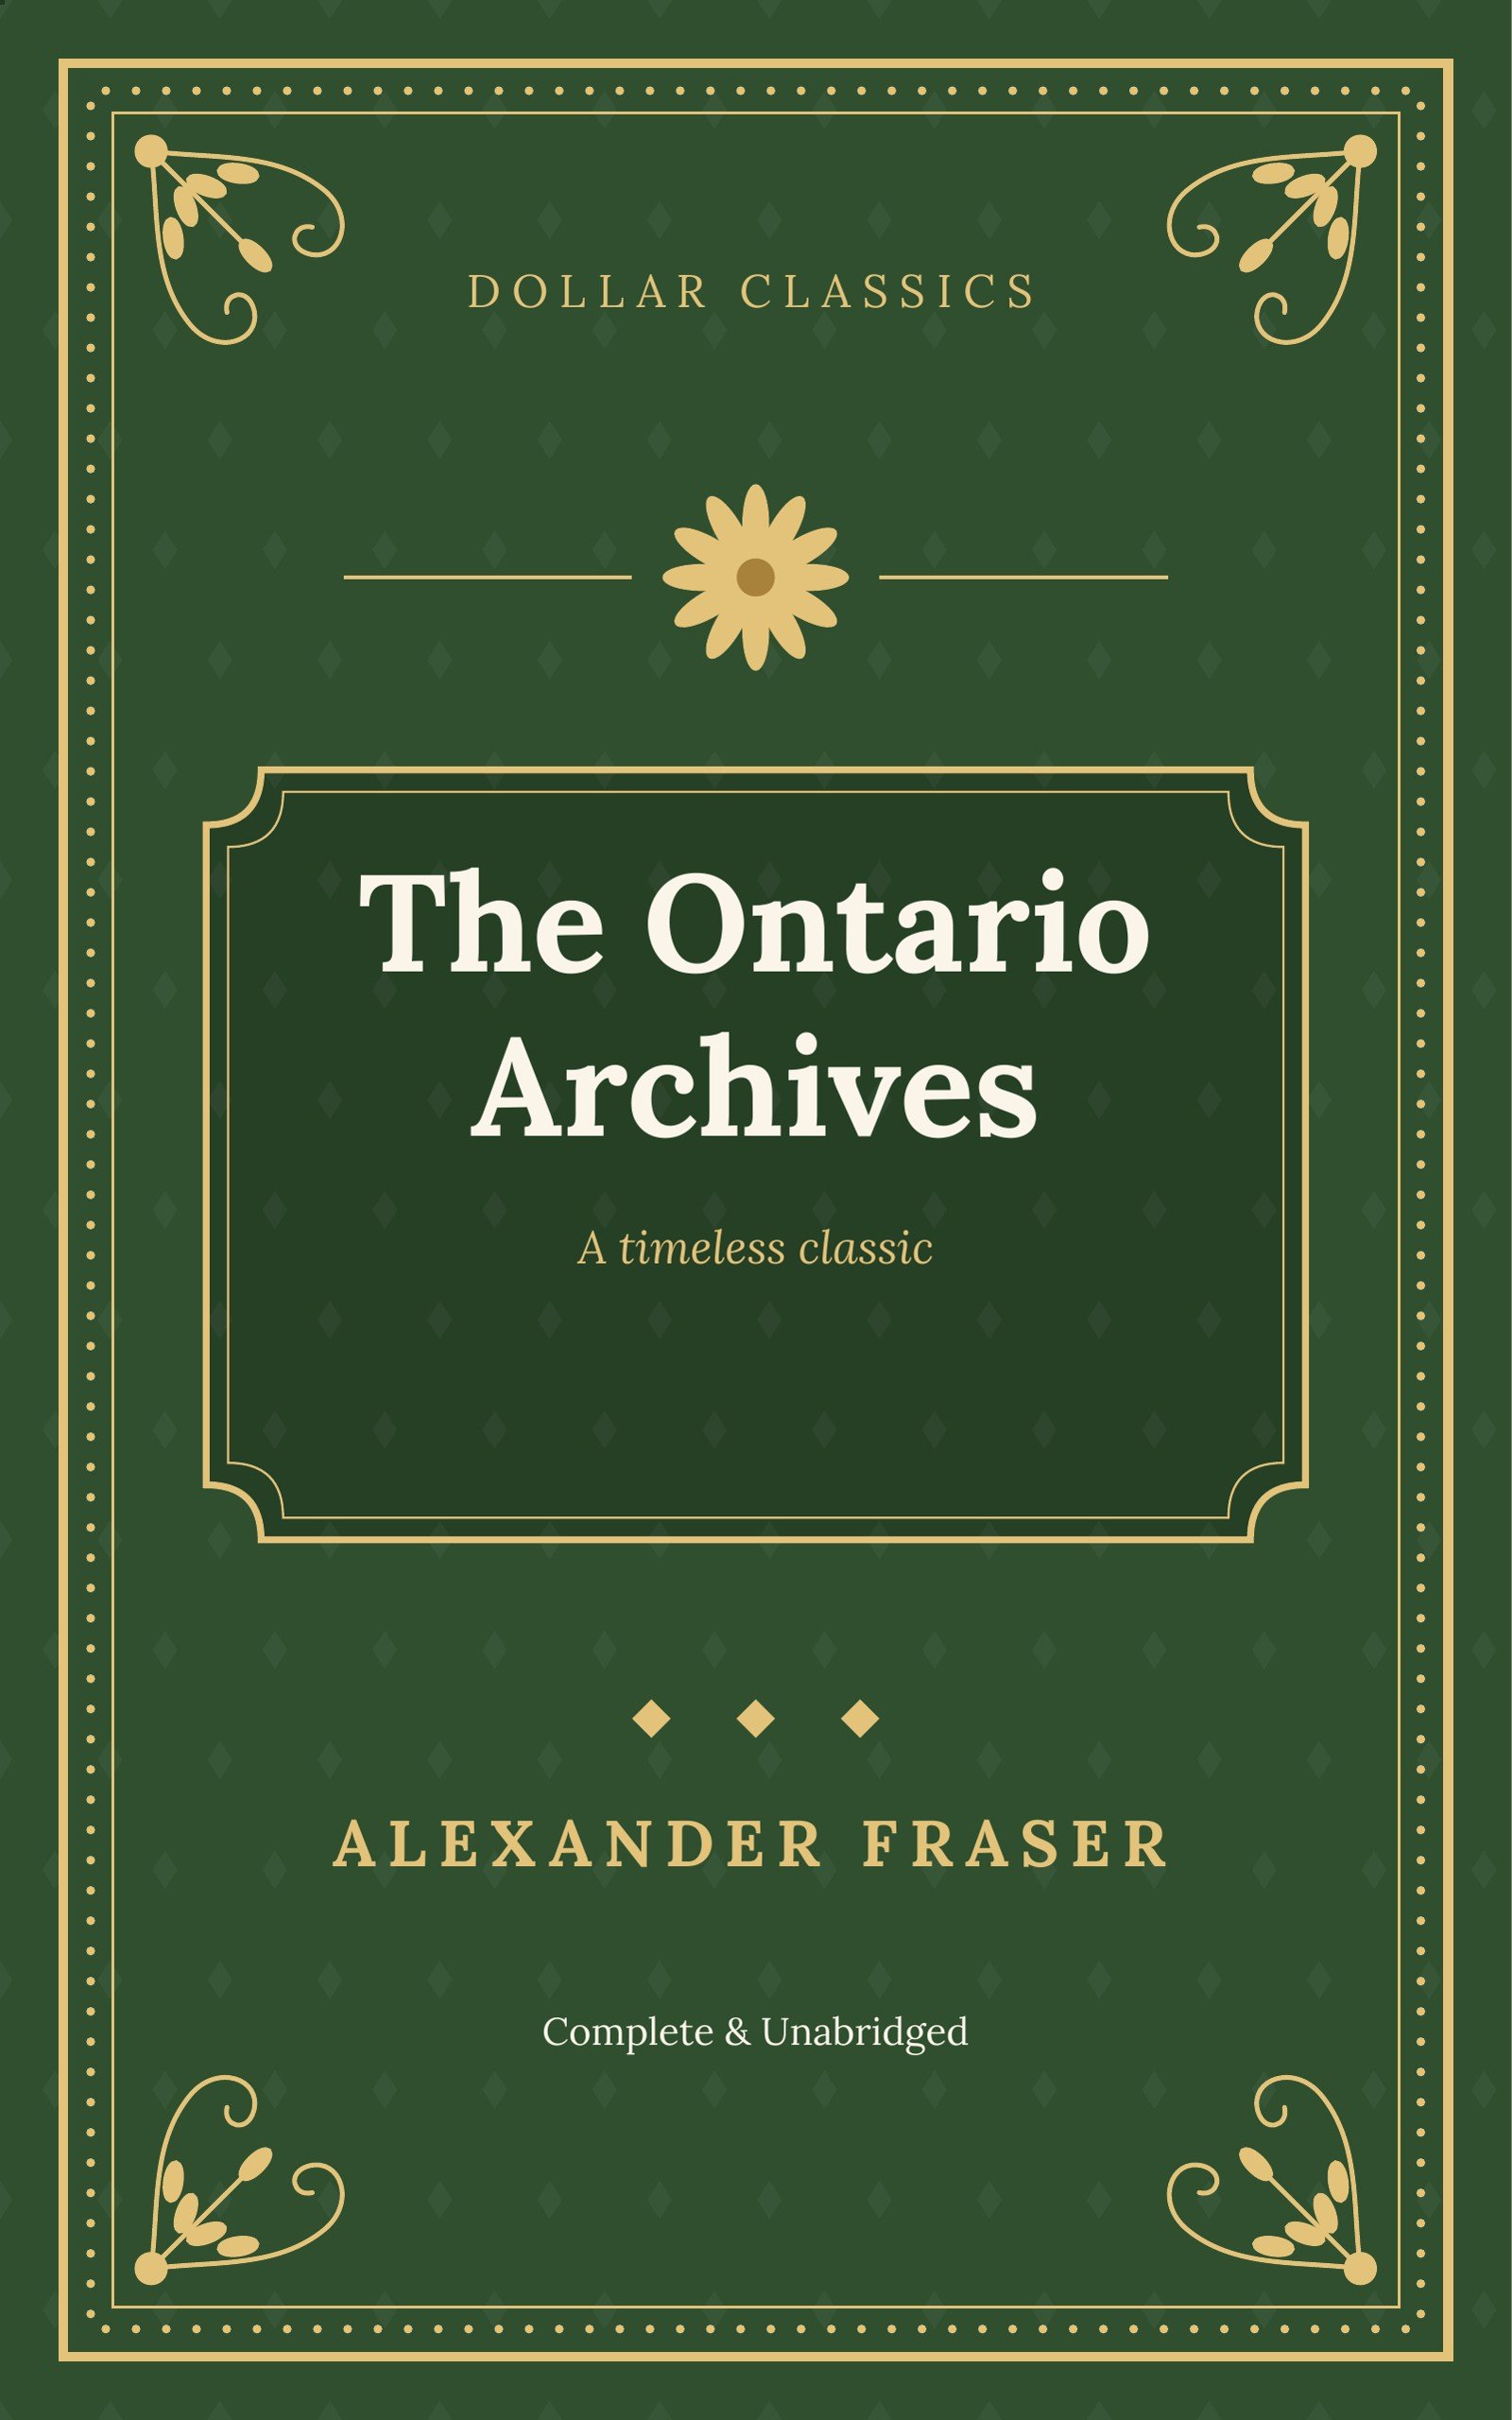 DOLLAR CLASSICS
The Ontario
Archives
A timeless classic
ALEXANDER FRASER
Complete & Unabridged